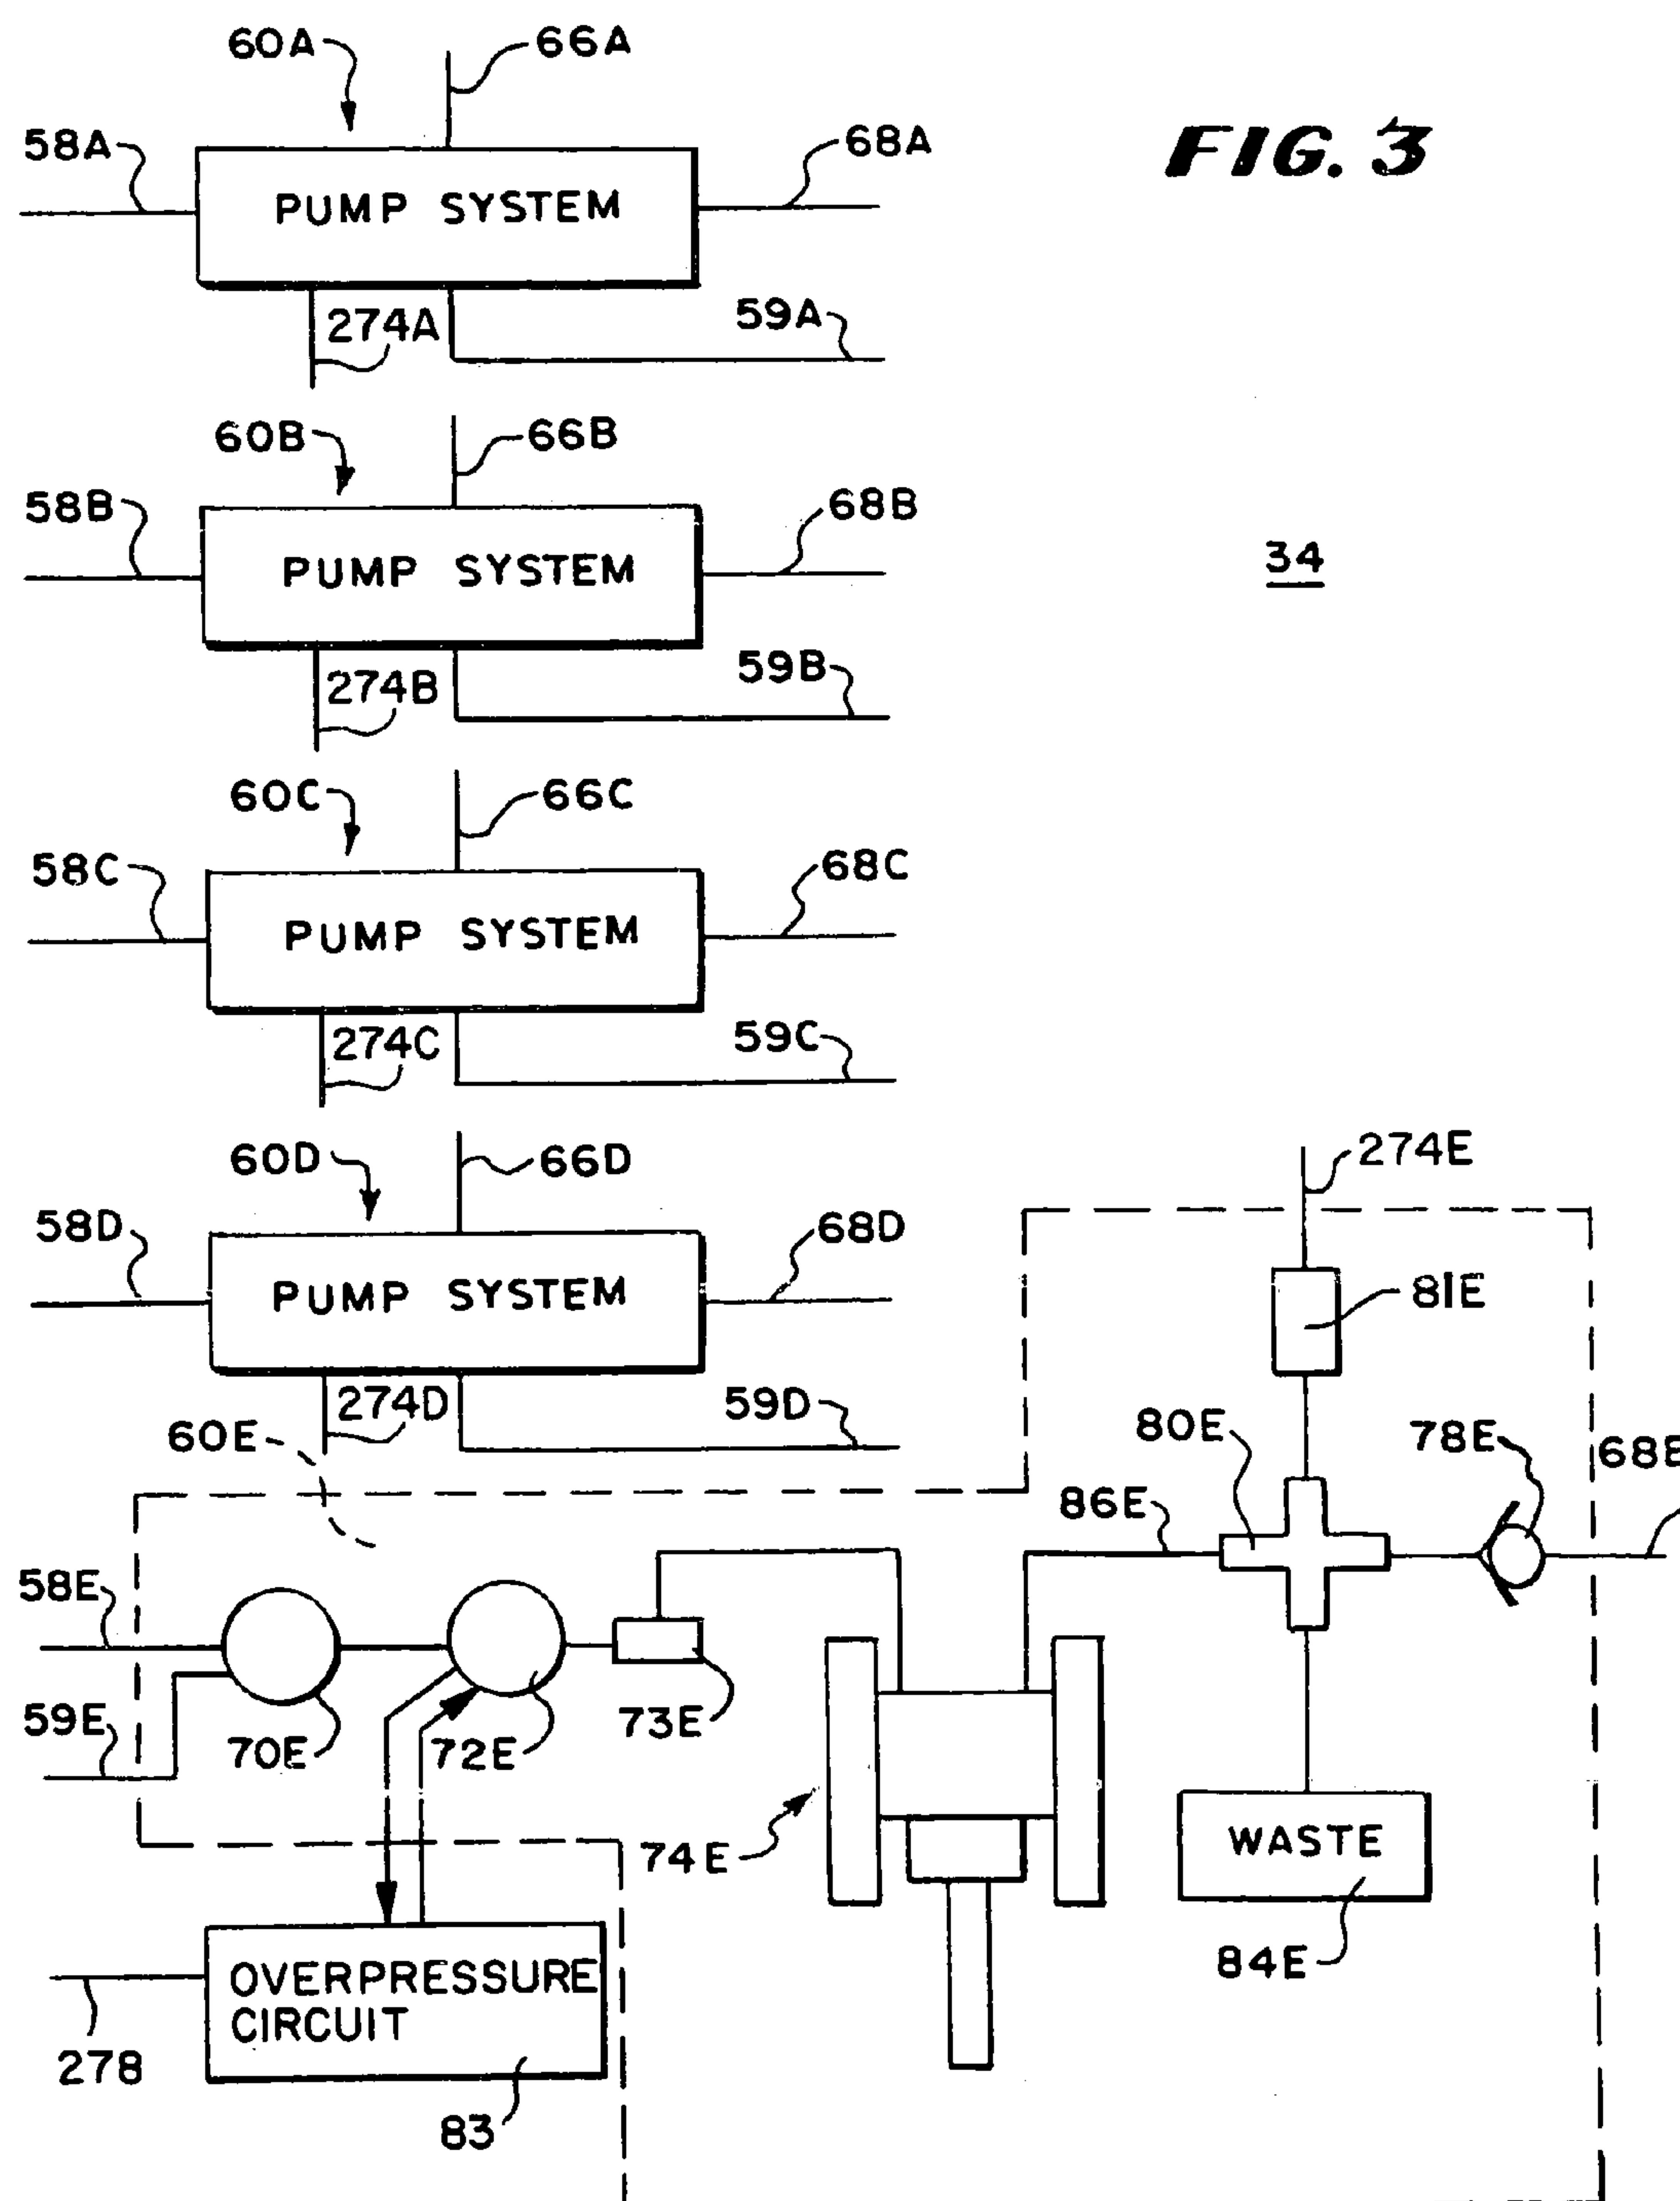 60A
66A
58A
68A
FIG. 3
PUMP SYSTEM
274A
59A
60B
66B
58B
68B
34
PUMP SYSTEM
59B
274B
60C
66C
58C
68C
PUMP SYSTEM
274C
59C
60D
66D
274E
58D
68D
81E
PUMP SYSTEM
274D
59D
60E
80E
78E
68E
86E
58E
59E
70E
72E
73E
74E
WASTE
84E
OVERPRESSURE
CIRCUIT
278
83